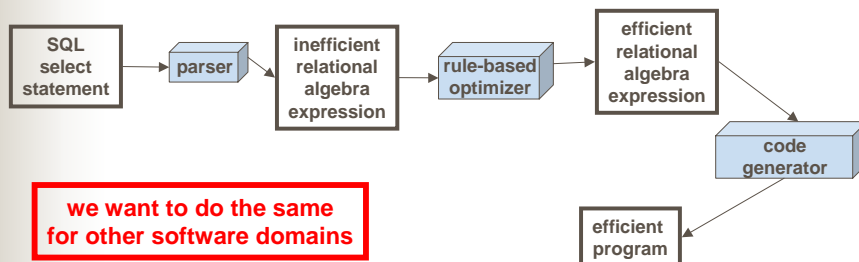 SQL
select
statement
parser
inefficient
relational
algebra
expression
rule-based
optimizer
efficient
relational
algebra
expression
code
generator
efficient
program
we want to do the same
for other software domains